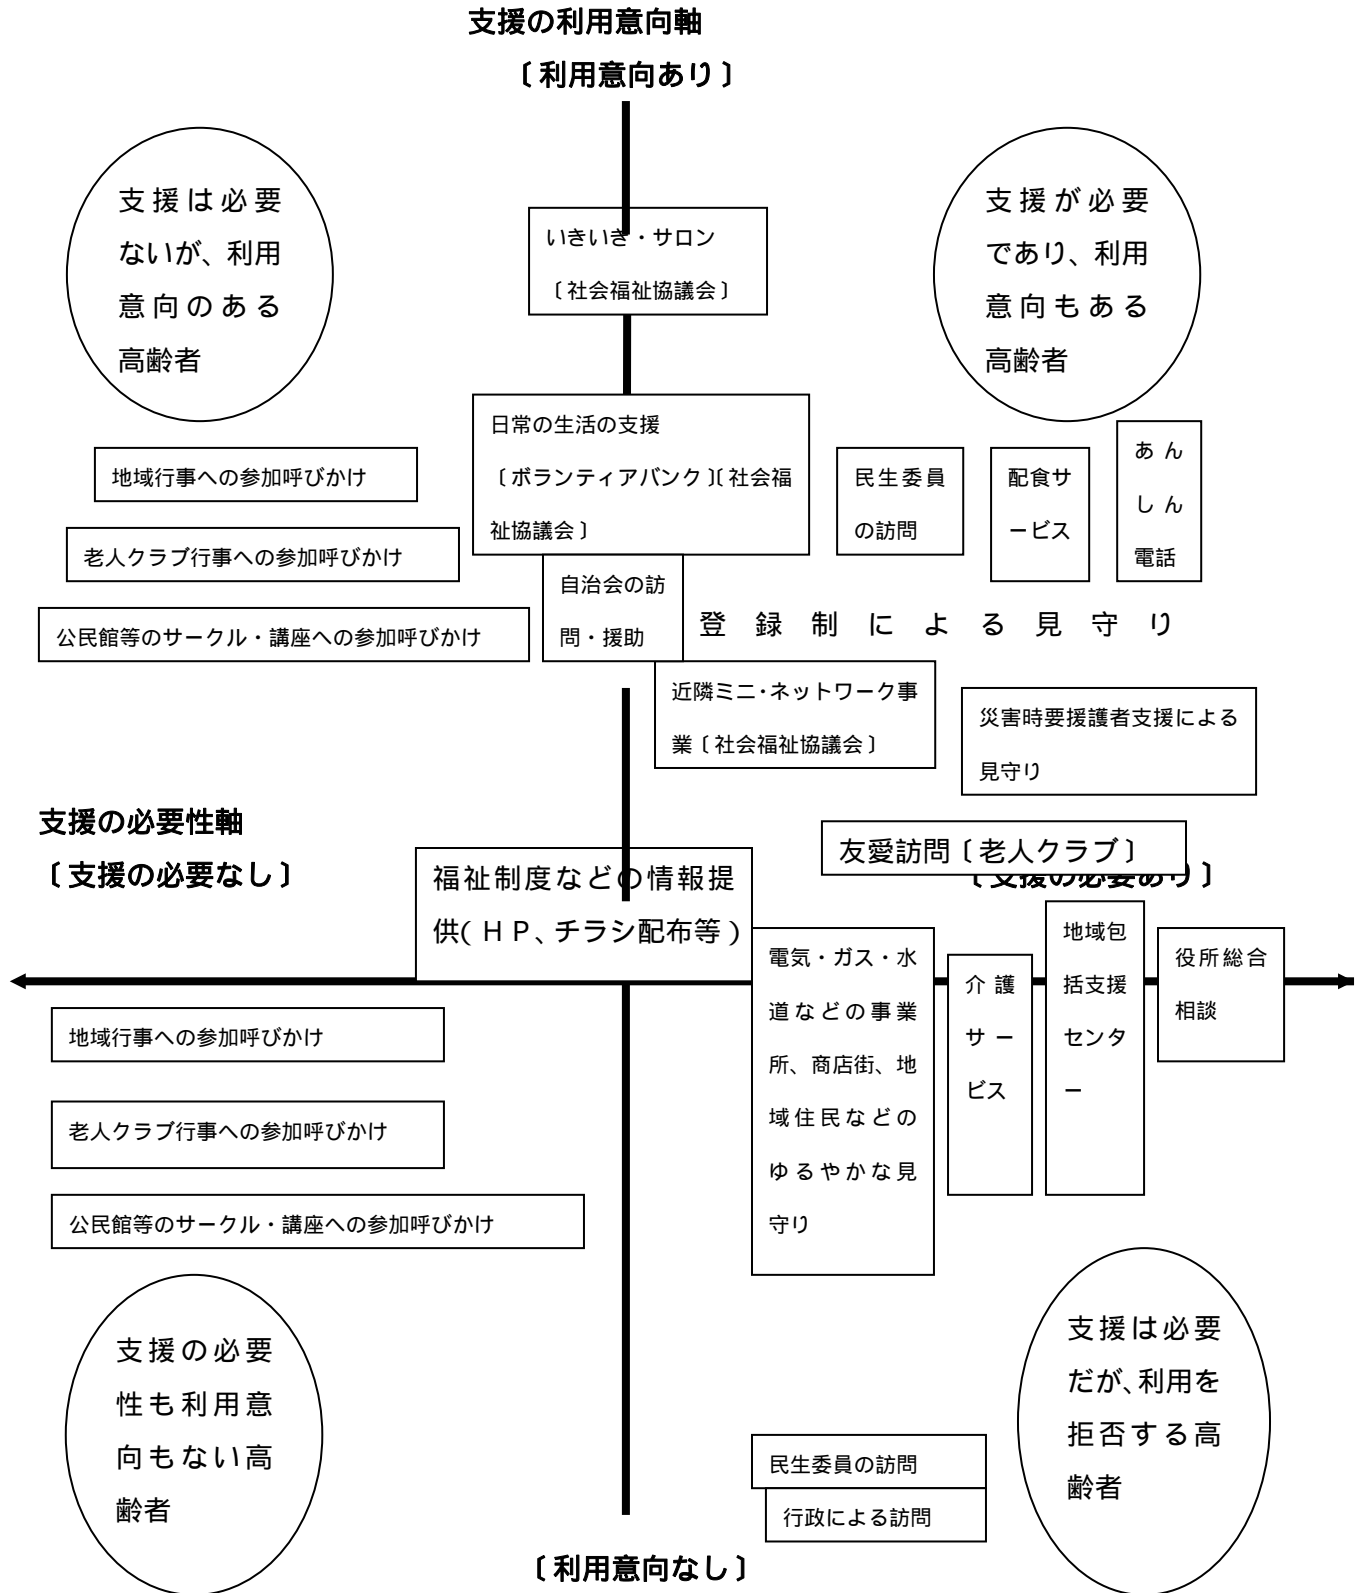 支援の利用意向軸
〔利用意向あり〕
支援は必要
ないが、利用
意向のある
高齢者
支援が必要
であり、利用
意向もある
高齢者
いきいき・サロン
〔社会福祉協議会〕
日常の生活の支援
〔ボランティアバンク〕〔社会福
祉協議会〕
地域行事への参加呼びかけ
老人クラブ行事への参加呼びかけ
公民館等のサークル・講座への参加呼びかけ
民生委員
の訪問
配食サ
ービス
あん
しん
電話
自治会の訪
問・援助
登録制による見守り
近隣ミニ・ネットワーク事
業〔社会福祉協議会〕
災害時要援護者支援による
見守り
支援の必要性軸
〔支援の必要なし〕
友愛訪問〔老人クラブ〕
〔支援の必要あり〕
福祉制度などの情報提
供(ＨＰ、チラシ配布等)
電気・ガス・水
道などの事業
所、商店街、地
域住民などの
ゆるやかな見
守り
介護
サー
ビス
地域包
括支援
センタ
ー
役所総合
相談
地域行事への参加呼びかけ
老人クラブ行事への参加呼びかけ
公民館等のサークル・講座への参加呼びかけ
支援の必要
性も利用意
向もない高
齢者
支援は必要
だが、利用を
拒否する高
齢者
民生委員の訪問
行政による訪問
〔利用意向なし〕